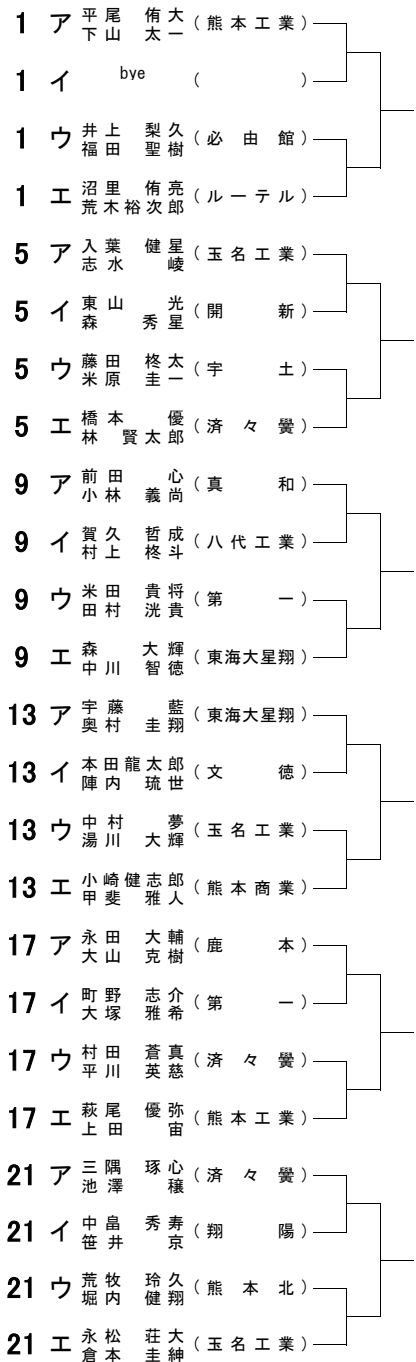 1 ア 平尾 侑大 (熊本工業)
下山 太一
1 イ bye ( )
1 ウ 井上 梨久 (必由館)
福田 聖樹
1 エ 沼里 侑亮 (ルーテル)
荒木裕次郎
5 ア 入葉 健星 (玉名工業)
志水 崚
5 イ 東山 光 (開新)
森 秀星
5 ウ 藤田 柊太 (宇土)
米原 圭一
5 エ 橋本 優 (済々黌)
林 賢太郎
9 ア 前田 心 (真和)
小林 義尚
9 イ 賀久 哲成 (八代工業)
村上 柊斗
9 ウ 米田 貴将 (第一)
田村 洸貴
9 エ 森 大輝 (東海大星翔)
中川 智徳
13 ア 宇藤 藍 (東海大星翔)
奥村 圭翔
13 イ 本田龍太郎 (文徳)
陣内 琉世
13 ウ 中村 夢 (玉名工業)
湯川 大輝
13 エ 小崎健志郎 (熊本商業)
甲斐 雅人
17 ア 永田 大輔 (鹿本)
大山 克樹
17 イ 町野 志介 (第一)
大塚 雅希
17 ウ 村田 蒼真 (済々黌)
平川 英慈
17 エ 萩尾 優弥 (熊本工業)
上田 宙
21 ア 三隅 琢心 (済々黌)
池澤 穣
21 イ 中畠 秀寿 (翔陽)
笹井 京
21 ウ 荒牧 玲久 (熊本北)
堀内 健翔
21 エ 永松 荘大 (玉名工業)
倉本 圭紳